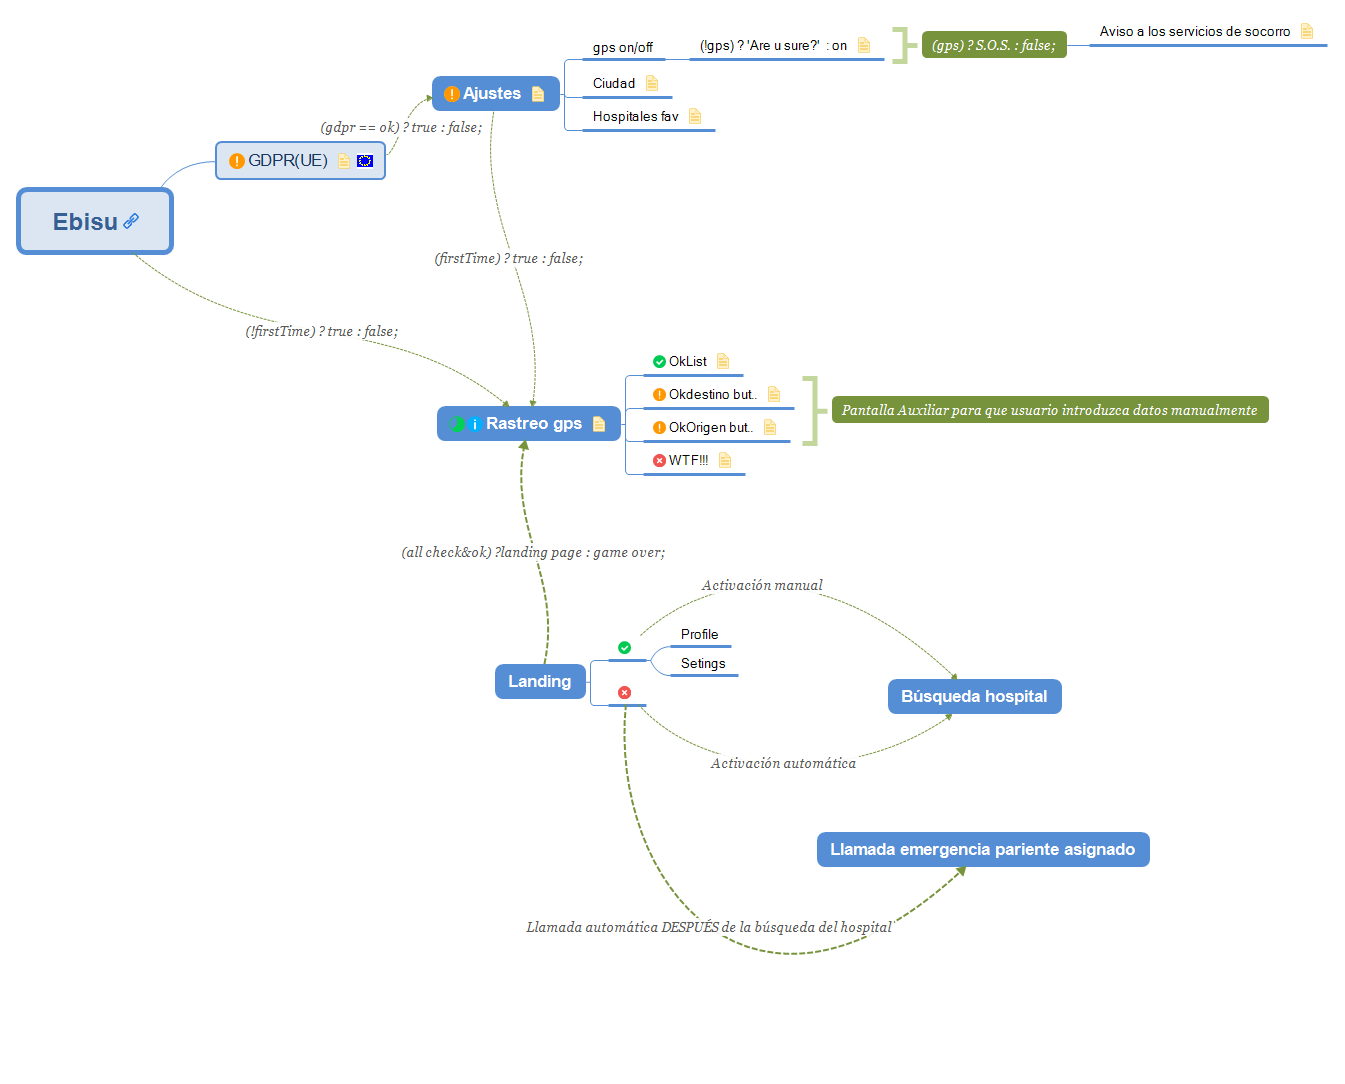 gps on/off
(!gps) ? 'Are u sure?' : on
(gps) ? S.O.S. : false;
Aviso a los servicios de socorro
Ajustes
Ciudad
Hospitales fav
(gdpr == ok) ? true : false;
GDPR(UE)
Ebisu
(firstTime) ? true : false;
(!firstTime) ? true : false;
OkList
Okdestino but..
Pantalla Auxiliar para que usuario introduzca datos manualmente
Rastreo gps
OkOrigen but..
WTF!!!
(all check&ok) ?landing page : game over;
Activación manual
Profile
Setings
Landing
Búsqueda hospital
Activación automática
Llamada emergencia pariente asignado
Llamada automática DESPUÉS de la búsqueda del hospital